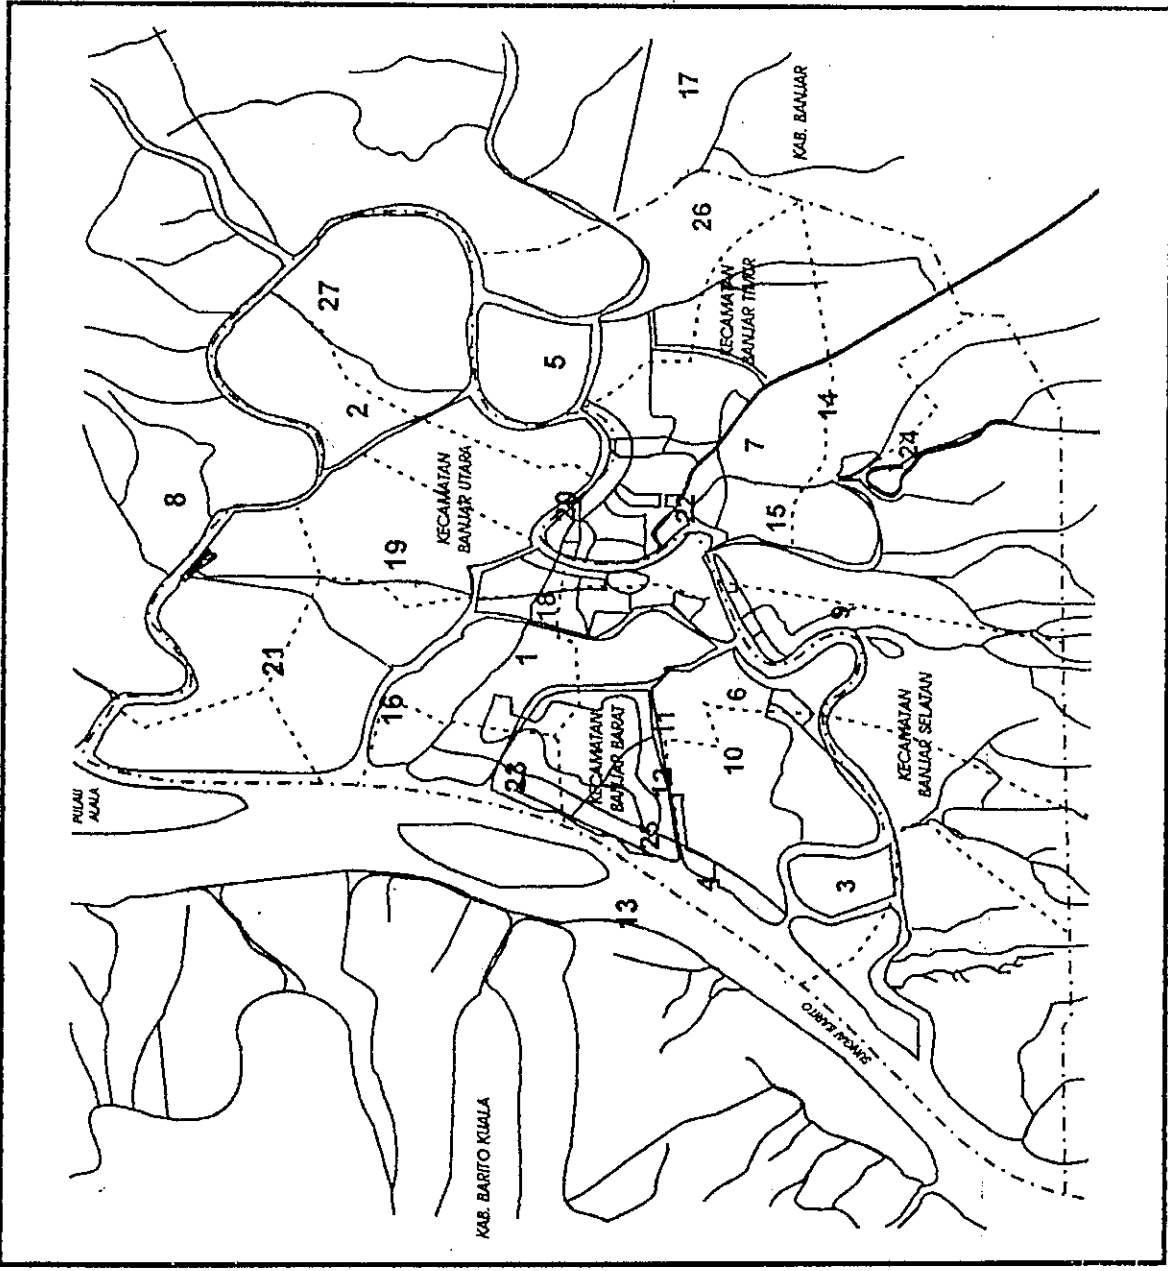 PULAU
ALALA
8
21
27
2
16
19
KECAMATAN
BANJAR UTARA
KAB. BARITO KUALA
23
1
18
5
20
KECAMATAN
BANJAR BARAT
13
25
12
11
22
17
26
4
KECAMATAN
BANJAR TIMUR
10
6
7
15
KAB. BANJAR
14
SUNGAI BARITO
9
3
KECAMATAN
BANJAR SELATAN
24